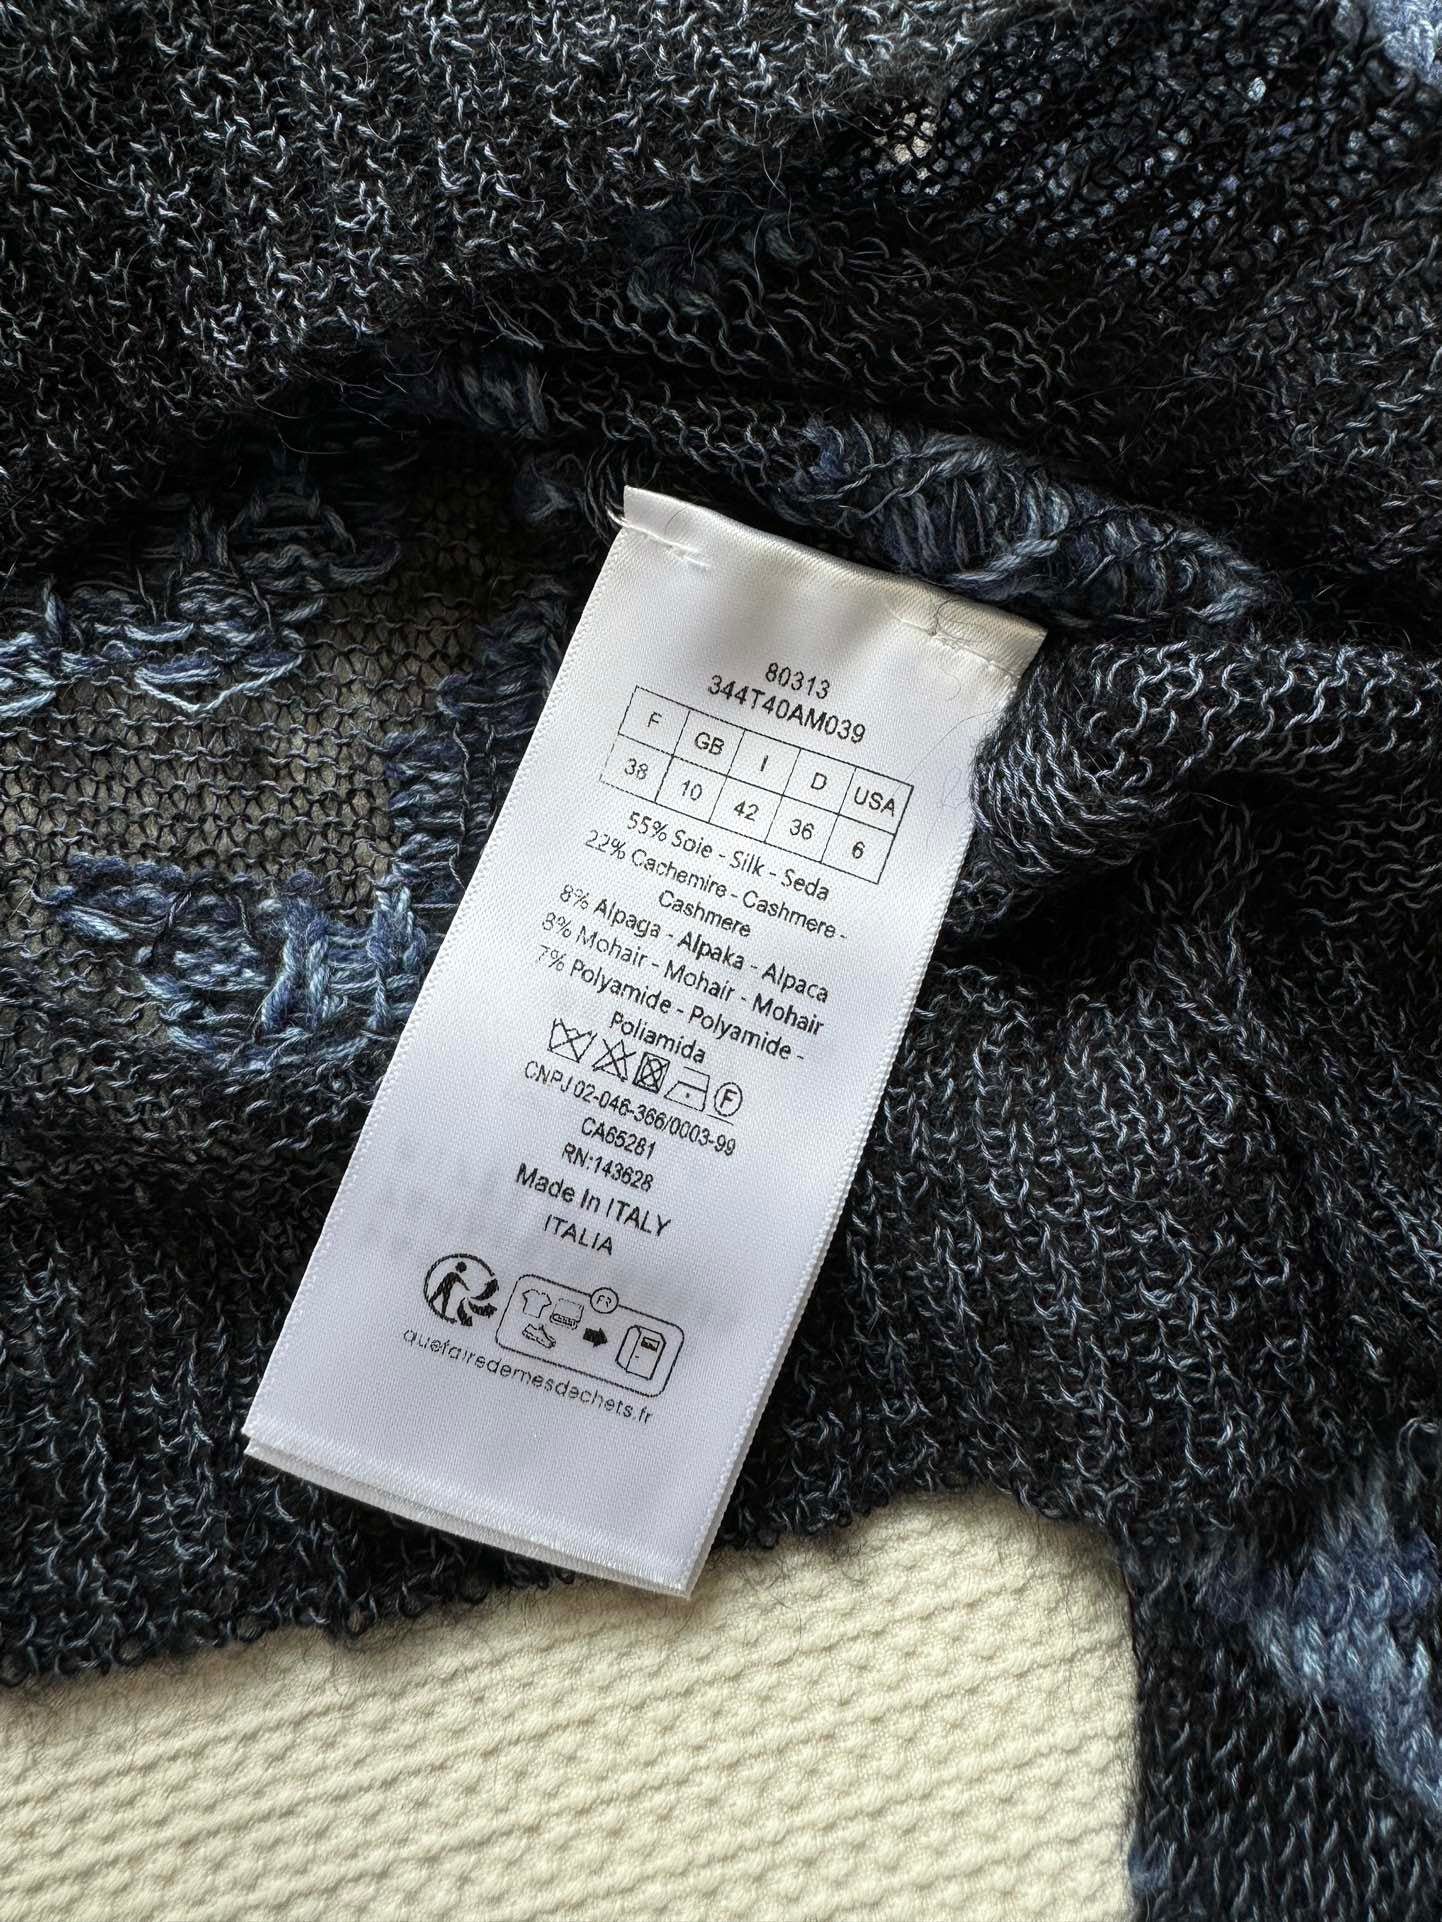 80313
344T40AM039
F GB I D USA
38 10 42 36 6
55% Soie - Silk - Seda
22% Cachemire - Cashmere -
Cashmere
8% Alpaga - Alpaka - Alpaca
8% Mohair - Mohair - Mohair
7% Polyamide - Polyamide -
Poliamida
F
CNPJ 02-046-366/0003-99
CA65281
RN:143628
Made In ITALY
ITALIA
FR
quefairedemesdechets.fr